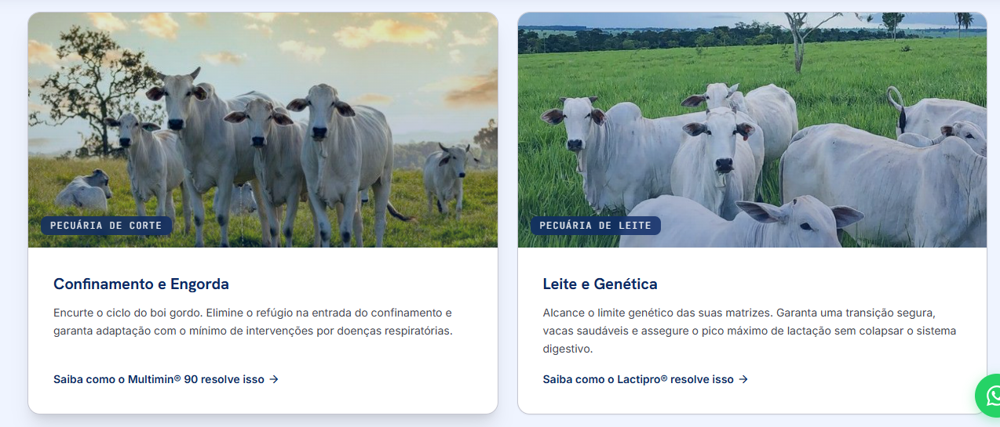 PECUÁRIA DE CORTE
Confinamento e Engorda
Encurte o ciclo do boi gordo. Elimine o refúgio na entrada do confinamento e
garanta adaptação com o mínimo de intervenções por doenças respiratórias.
Saiba como o Multimin® 90 resolve isso →
PECUÁRIA DE LEITE
Leite e Genética
Alcance o limite genético das suas matrizes. Garanta uma transição segura,
vacas saudáveis e assegure o pico máximo de lactação sem colapsar o sistema
digestivo.
Saiba como o Lactipro® resolve isso →